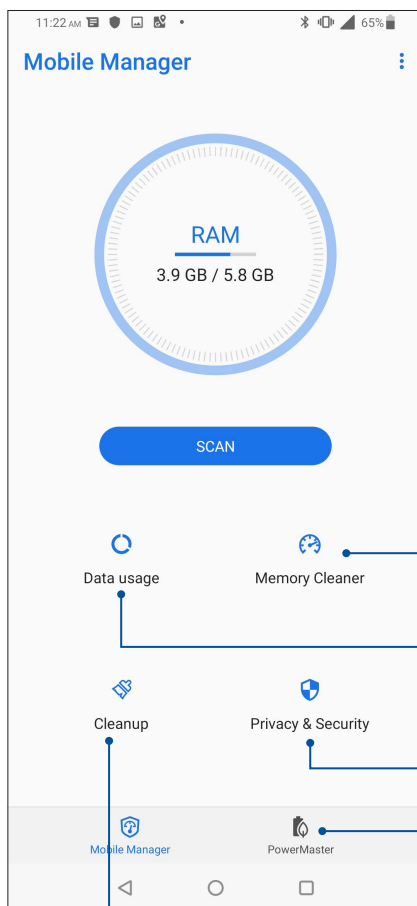 11:22 AM 65%
Mobile Manager
RAM
3.9 GB / 5.8 GB
SCAN
Data usage Memory Cleaner
Cleanup Privacy & Security
Mobile Manager PowerMaster